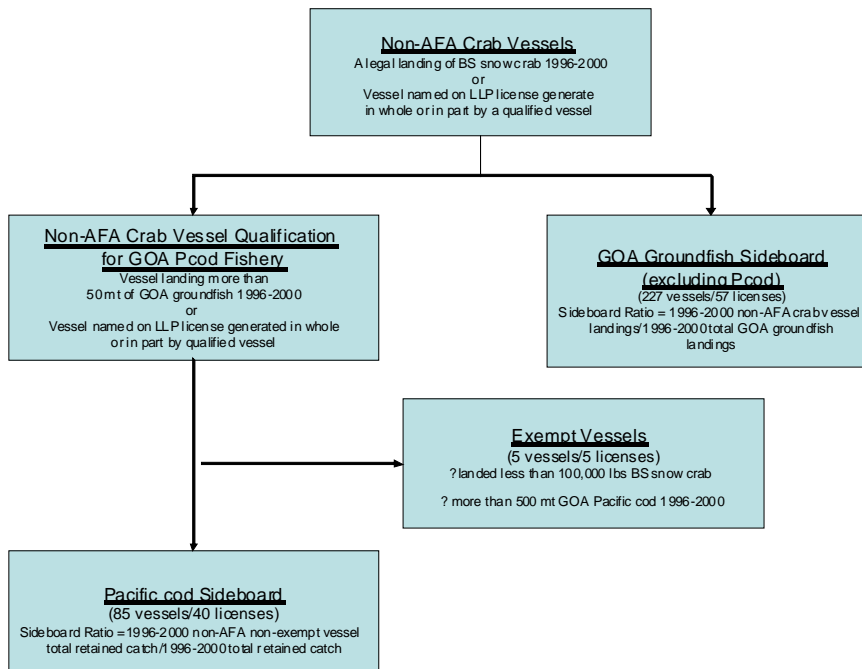 Non-AFA Crab Vessels
A legal landing of BS snow crab 1996-2000
or
Vessel named on LLP license generate
in whole or in part by a qualified vessel
Non-AFA Crab Vessel Qualification
for GOA Pcod Fishery
Vessel landing more than
50 mt of GOA groundfish 1996-2000
or
Vessel named on LLP license generated in whole
or in part by qualified vessel
GOA Groundfish Sideboard
(excluding Pcod)
(227 vessels/57 licenses)
Sideboard Ratio = 1996-2000 non-AFA crab vessel
landings/1996-2000 total GOA groundfish
landings
Exempt Vessels
(5 vessels/5 licenses)
? landed less than 100,000 lbs BS snow crab
? more than 500 mt GOA Pacific cod 1996-2000
Pacific cod Sideboard
(85 vessels/40 licenses)
Sideboard Ratio = 1996-2000 non-AFA non-exempt vessel
total retained catch/1996-2000 total retained catch